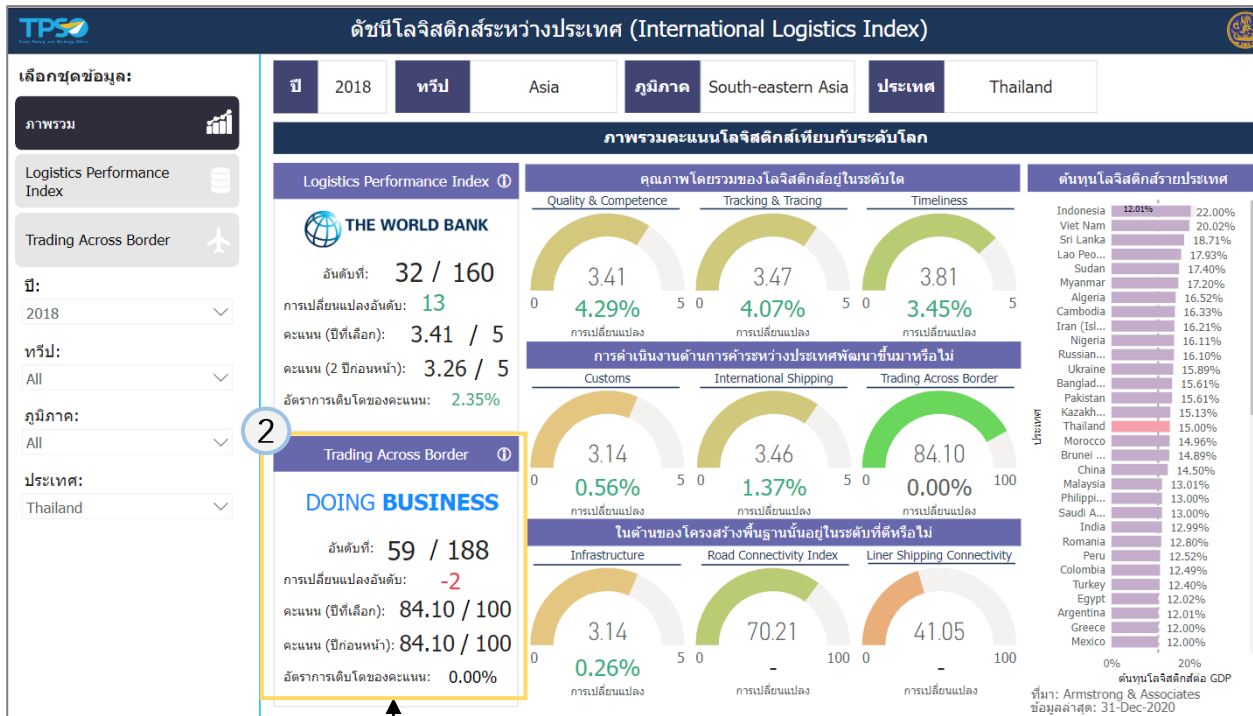 TPSO
ดัชนีโลจิสติกส์ระหว่างประเทศ (International Logistics Index)
เลือกชุดข้อมูล:
ภาพรวม
Logistics Performance
Index
Trading Across Border
ปี:
2018
ทวีป:
All
ภูมิภาค:
All
ประเทศ:
Thailand
ปี 2018 ทวีป Asia ภูมิภาค South-eastern Asia ประเทศ Thailand
ภาพรวมคะแนนโลจิสติกส์เทียบกับระดับโลก
Logistics Performance Index
THE WORLD BANK
อันดับที่: 32 / 160
การเปลี่ยนแปลงอันดับ: 13
คะแนน (ปีที่เลือก): 3.41 / 5
คะแนน (2 ปีก่อนหน้า): 3.26 / 5
อัตราการเติบโตของคะแนน: 2.35%
2
Trading Across Border
DOING BUSINESS
อันดับที่: 59 / 188
การเปลี่ยนแปลงอันดับ: -2
คะแนน (ปีที่เลือก): 84.10 / 100
คะแนน (ปีก่อนหน้า): 84.10 / 100
อัตราการเติบโตของคะแนน: 0.00%
คุณภาพโดยรวมของโลจิสติกส์อยู่ในระดับใด
Quality & Competence Tracking & Tracing Timeliness
3.41 3.47 3.81
0 5 0 5 0 5
4.29% 4.07% 3.45%
การเปลี่ยนแปลง การเปลี่ยนแปลง การเปลี่ยนแปลง
การดำเนินงานด้านการค้าระหว่างประเทศพัฒนาขึ้นมาหรือไม่
Customs International Shipping Trading Across Border
3.14 3.46 84.10
0 5 0 5 0 100
0.56% 1.37% 0.00%
การเปลี่ยนแปลง การเปลี่ยนแปลง การเปลี่ยนแปลง
ในด้านของโครงสร้างพื้นฐานนั้นอยู่ในระดับที่ดีหรือไม่
Infrastructure Road Connectivity Index Liner Shipping Connectivity
3.14 70.21 41.05
0 5 0 100 0 100
0.26% - -
การเปลี่ยนแปลง การเปลี่ยนแปลง การเปลี่ยนแปลง
ต้นทุนโลจิสติกส์รายประเทศ
12.01%
Indonesia 22.00%
Viet Nam 20.02%
Sri Lanka 18.71%
Lao Peo... 17.93%
Sudan 17.40%
Myanmar 17.20%
Algeria 16.52%
Cambodia 16.33%
Iran (Isl... 16.21%
Nigeria 16.11%
Russian... 16.10%
Ukraine 15.89%
Banglad... 15.61%
Pakistan 15.61%
Kazakh... 15.13%
Thailand 15.00%
Morocco 14.96%
Brunei ... 14.89%
China 14.50%
Malaysia 13.01%
Philippi... 13.00%
Saudi A... 13.00%
India 12.99%
Romania 12.80%
Peru 12.52%
Colombia 12.49%
Turkey 12.40%
Egypt 12.02%
Argentina 12.01%
Greece 12.00%
Mexico 12.00%
ประเทศ
0% 20%
ต้นทุนโลจิสติกส์ต่อ GDP
ที่มา: Armstrong & Associates
ข้อมูลล่าสุด: 31-Dec-2020